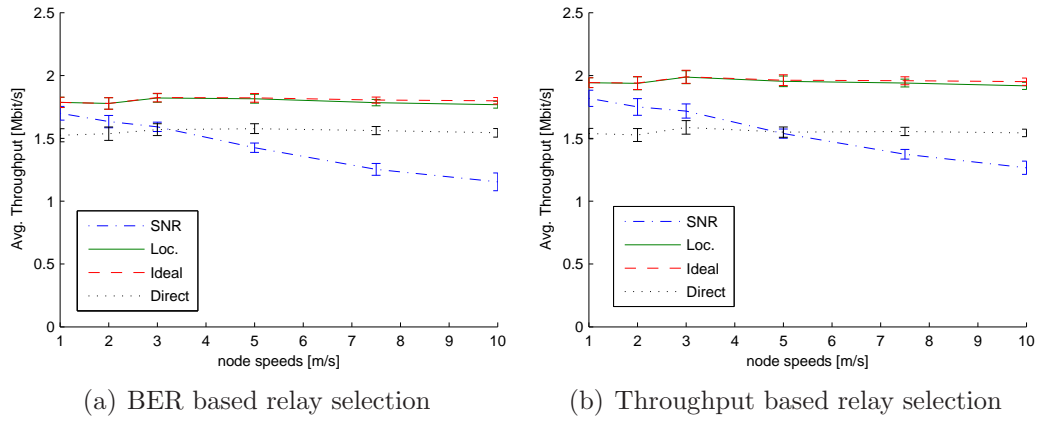 2.5
2
1.5
1
0.5
0
Avg. Throughput [Mbit/s]
SNR
Loc.
Ideal
Direct
1 2 3 4 5 6 7 8 9 10
node speeds [m/s]
(a) BER based relay selection
2.5
2
1.5
1
0.5
0
Avg. Throughput [Mbit/s]
SNR
Loc.
Ideal
Direct
1 2 3 4 5 6 7 8 9 10
node speeds [m/s]
(b) Throughput based relay selection